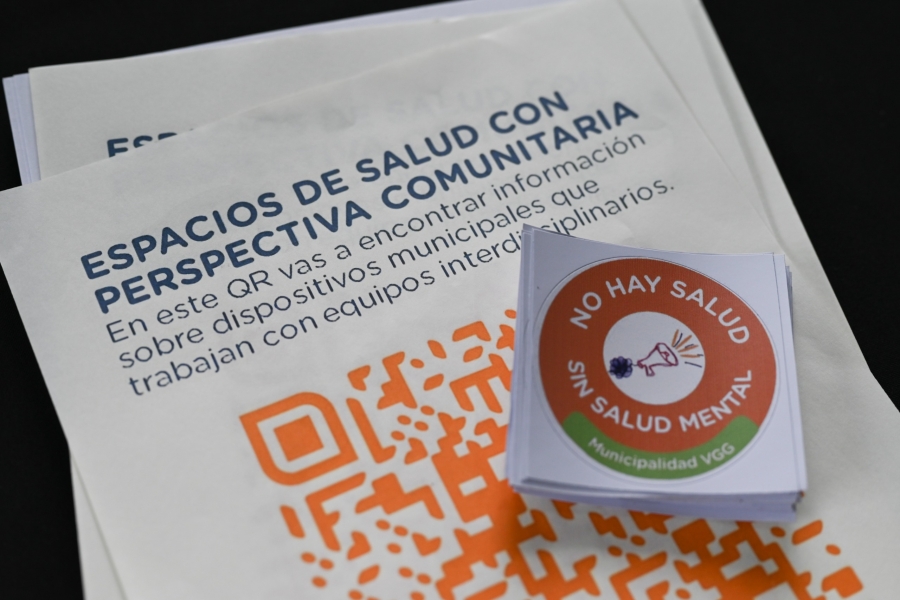 ESPACIOS DE SALUD CON
PERSPECTIVA COMUNITARIA
En este QR vas a encontrar información
sobre dispositivos municipales que
trabajan con equipos interdisciplinarios.
NO HAY SALUD
SIN SALUD MENTAL
Municipalidad VGG